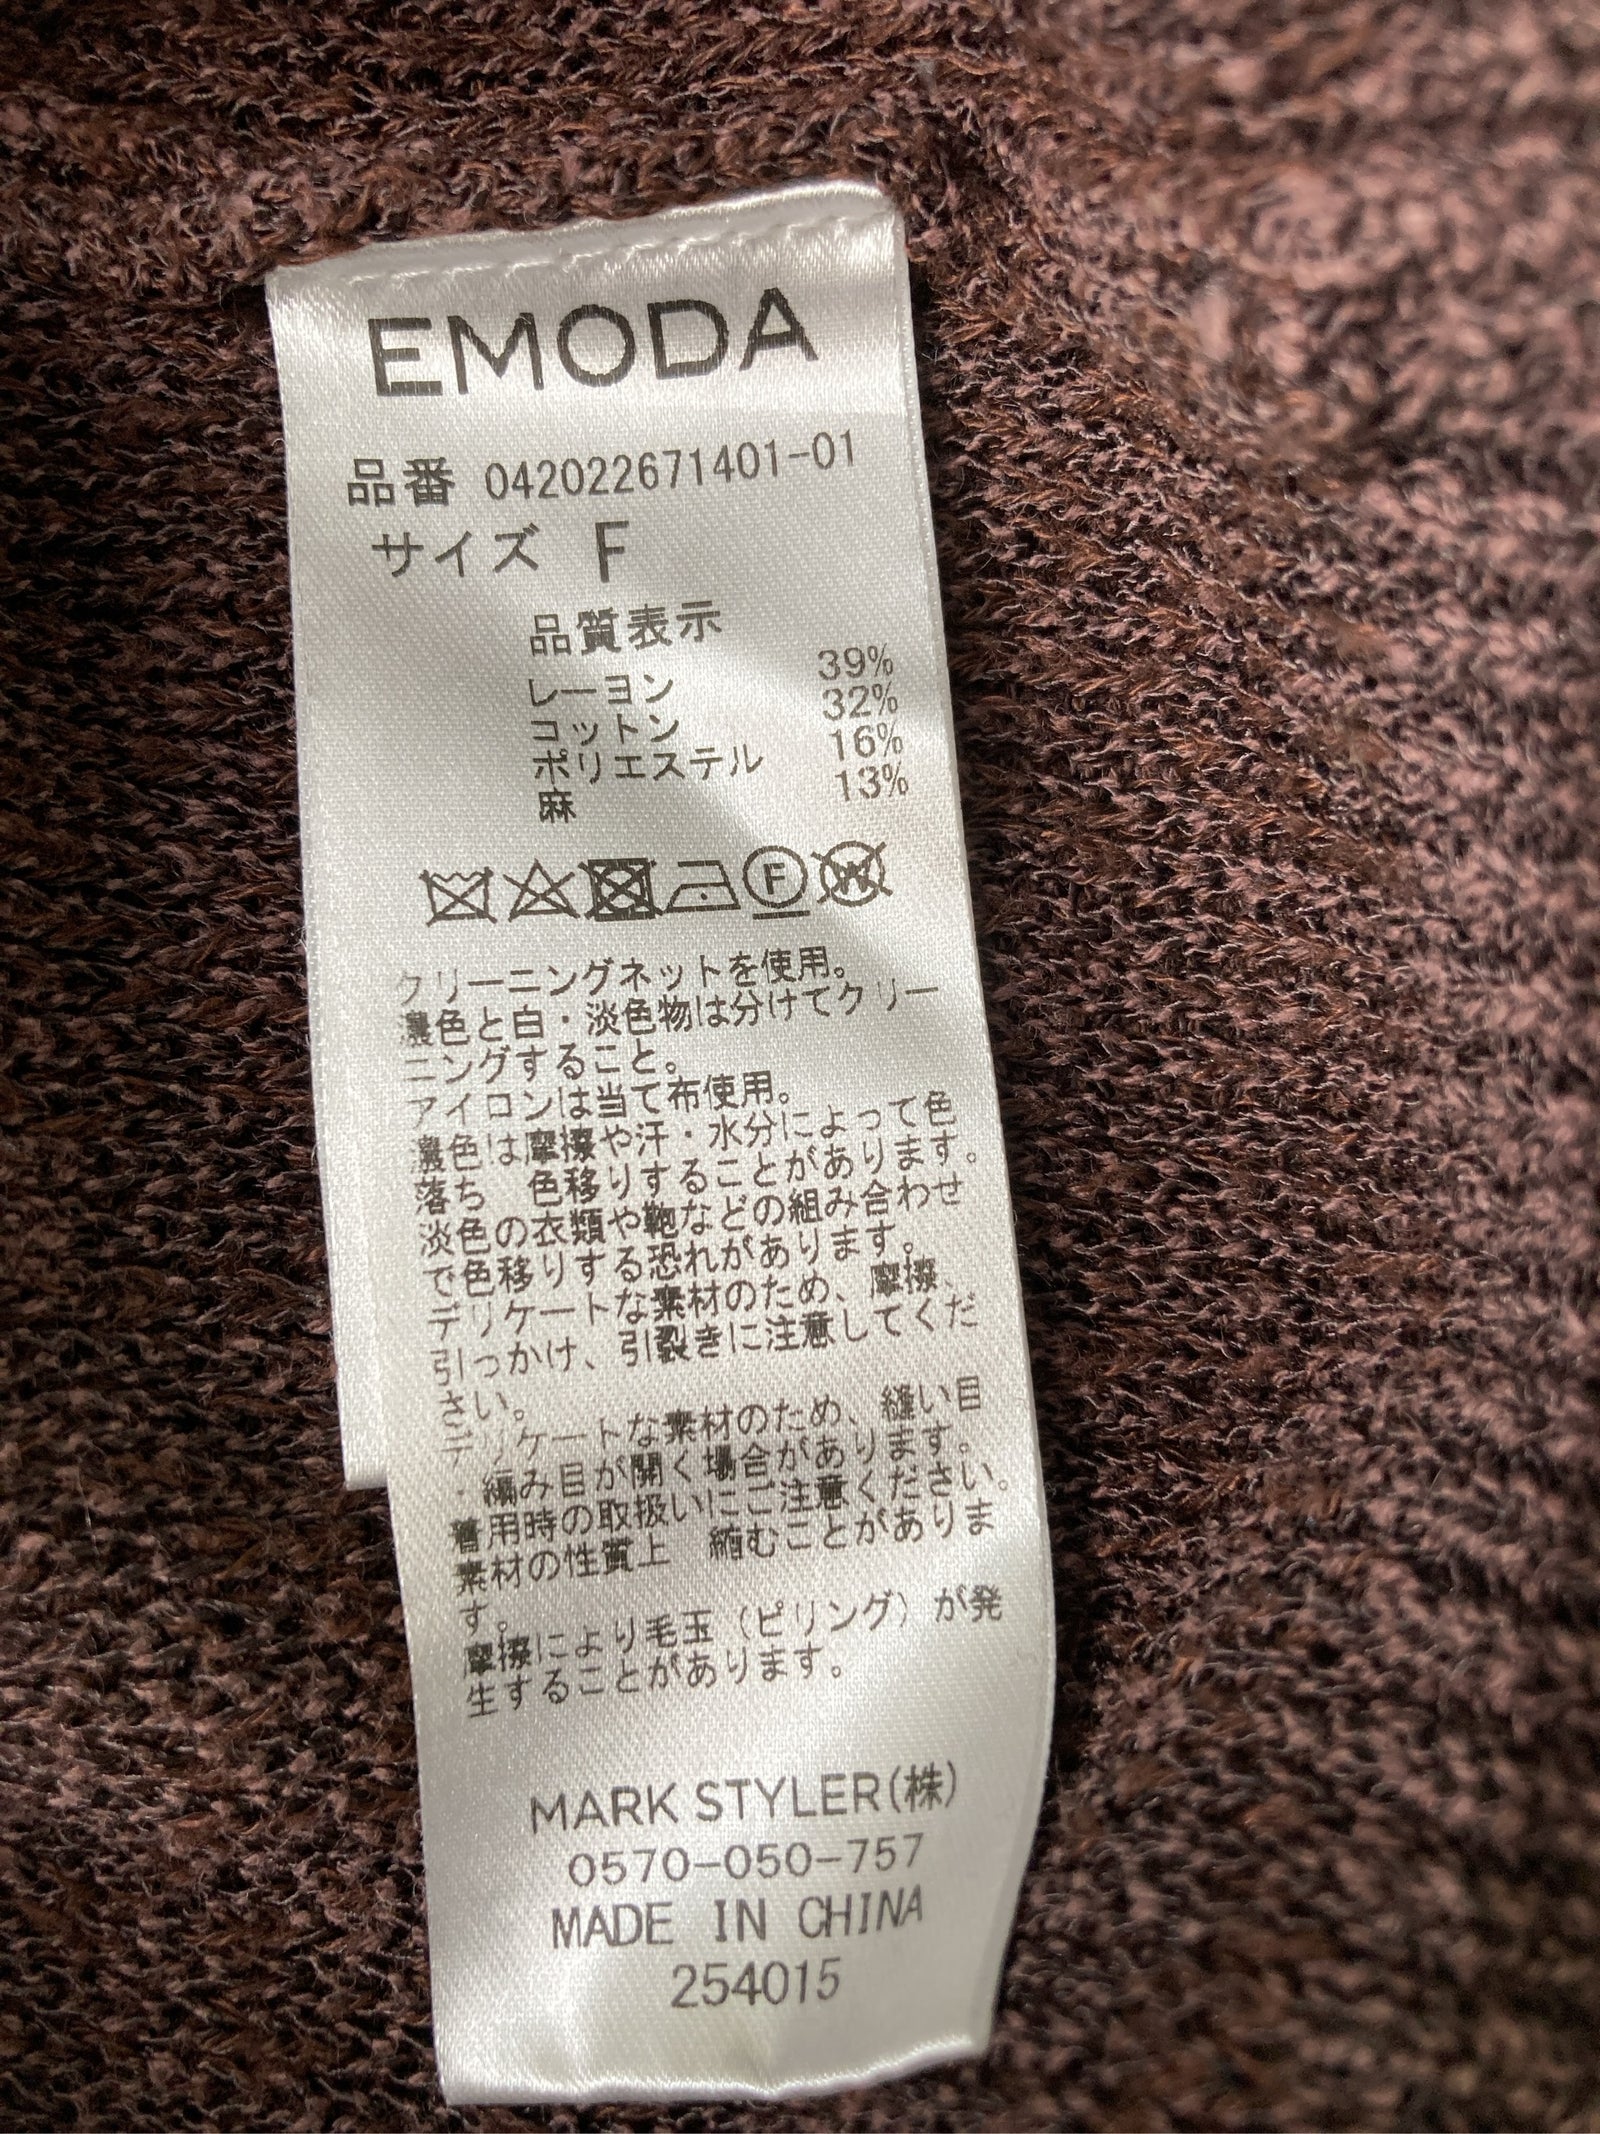 EMODA
品番 042022671401-01
サイズ F
品質表示
レーヨン 39%
コットン 32%
ポリエステル 16%
麻 13%
F
W
クリーニングネットを使用。
濃色と白・淡色物は分けてクリー
ニングすること。
アイロンは当て布使用。
濃色は摩擦や汗・水分によって色
落ち 色移りすることがあります。
淡色の衣類や鞄などの組み合わせ
で色移りする恐れがあります。
デリケートな素材のため、摩擦、
引っかけ、引裂きに注意してくだ
さい。
デリケートな素材のため、縫い目
・編み目が開く場合があります。
着用時の取扱いにご注意ください。
素材の性質上 縮むことがありま
す。
摩擦により毛玉（ピリング）が発
生することがあります。
MARK STYLER(株)
0570-050-757
MADE IN CHINA
254015